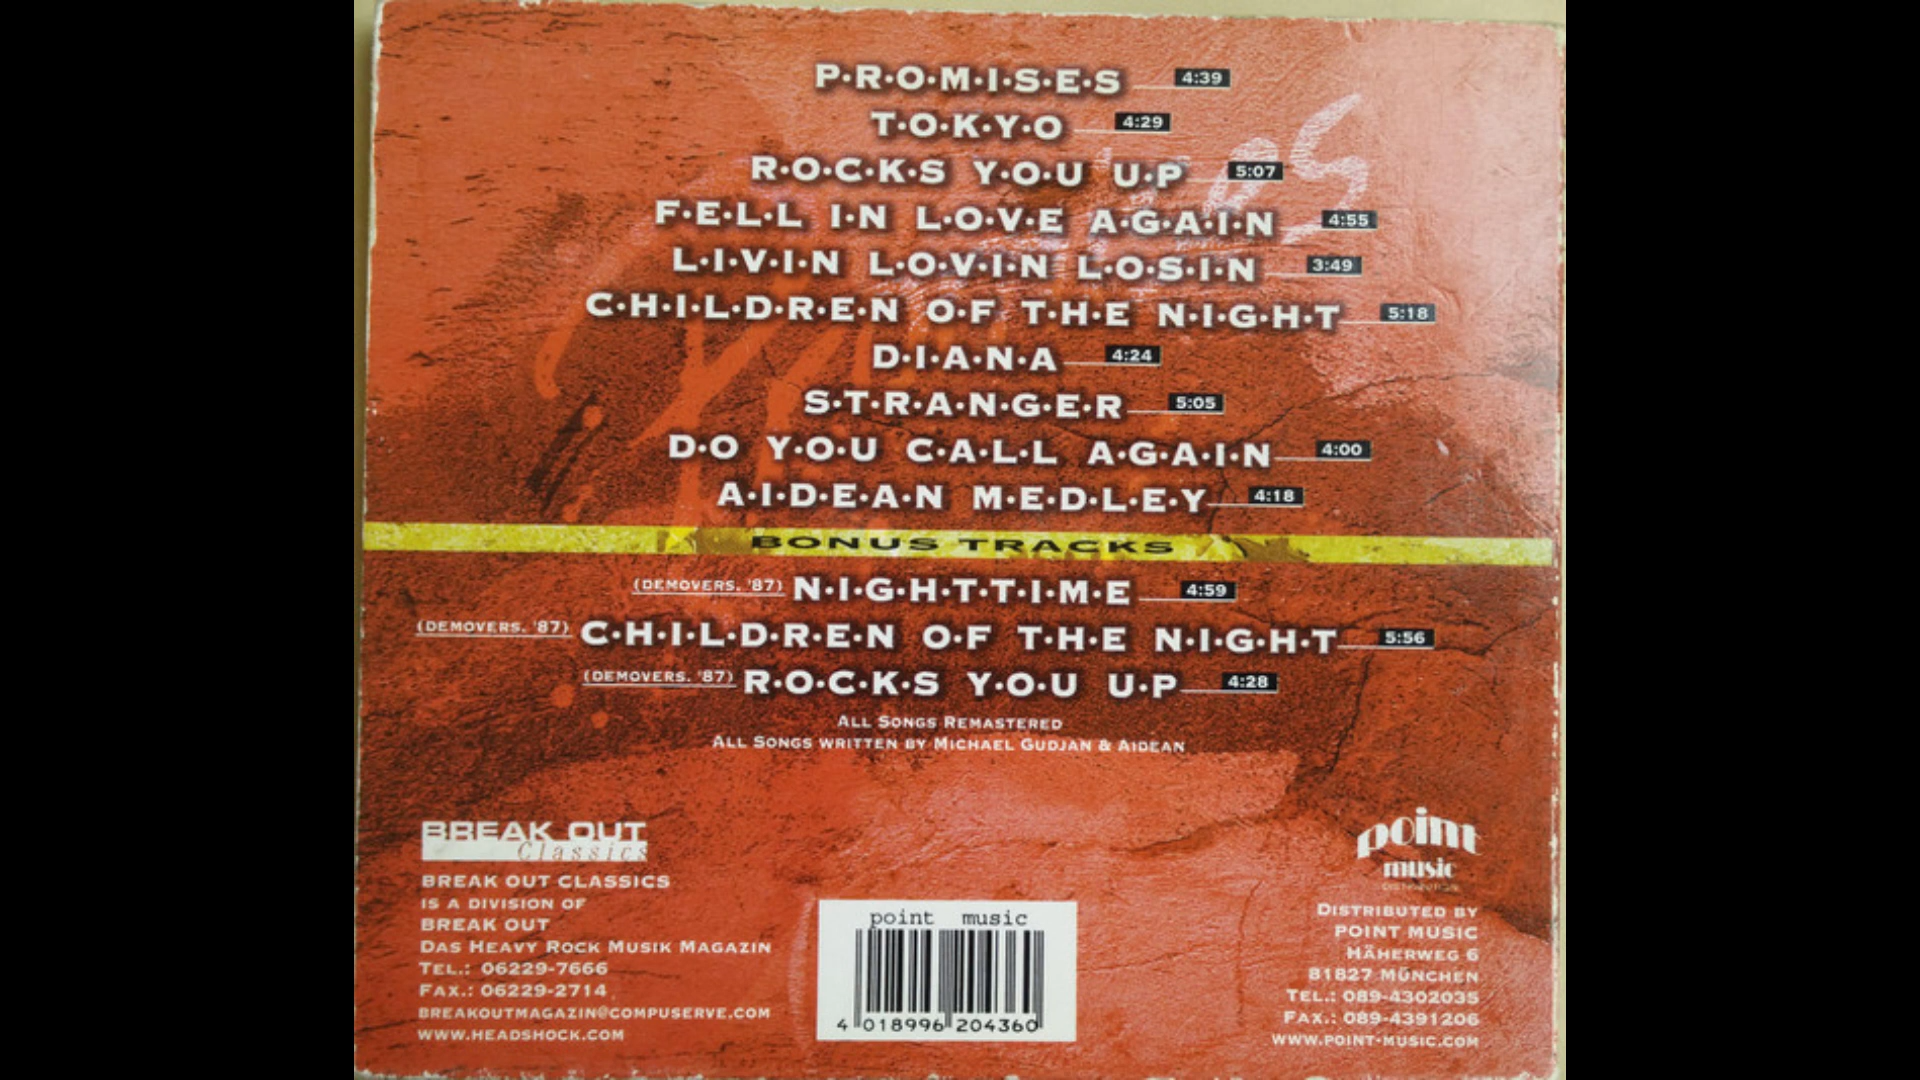 P·R·O·M·I·S·E·S 4:39
T·O·K·Y·O 4:29
R·O·C·K·S Y·O·U U·P 5:07
F·E·L·L I·N L·O·V·E A·G·A·I·N 4:55
L·I·V·I·N L·O·V·I·N L·O·S·I·N 3:49
C·H·I·L·D·R·E·N O·F T·H·E N·I·G·H·T 5:18
D·I·A·N·A 4:24
S·T·R·A·N·G·E·R 5:05
D·O Y·O·U C·A·L·L A·G·A·I·N 4:00
A·I·D·E·A·N M·E·D·L·E·Y 4:18
BONUS TRACKS
(DEMOVERS. '87) N·I·G·H·T·T·I·M·E 4:59
(DEMOVERS. '87) C·H·I·L·D·R·E·N O·F T·H·E N·I·G·H·T 5:56
(DEMOVERS. '87) R·O·C·K·S Y·O·U U·P 4:28
ALL SONGS REMASTERED
ALL SONGS WRITTEN BY MICHAEL GUDJAN & AIDEAN
BREAK OUT
Classics
BREAK OUT CLASSICS
IS A DIVISION OF
BREAK OUT
DAS HEAVY ROCK MUSIK MAGAZIN
TEL.: 06229-7666
FAX.: 06229-2714
BREAKOUTMAGAZIN@COMPUSERVE.COM
WWW.HEADSHOCK.COM
point music
4 018996 204360
point
music
DISTRIBUTION
DISTRIBUTED BY
POINT MUSIC
HÄHERWEG 6
81827 MÜNCHEN
TEL.: 089-4302035
FAX.: 089-4391206
WWW.POINT-MUSIC.COM